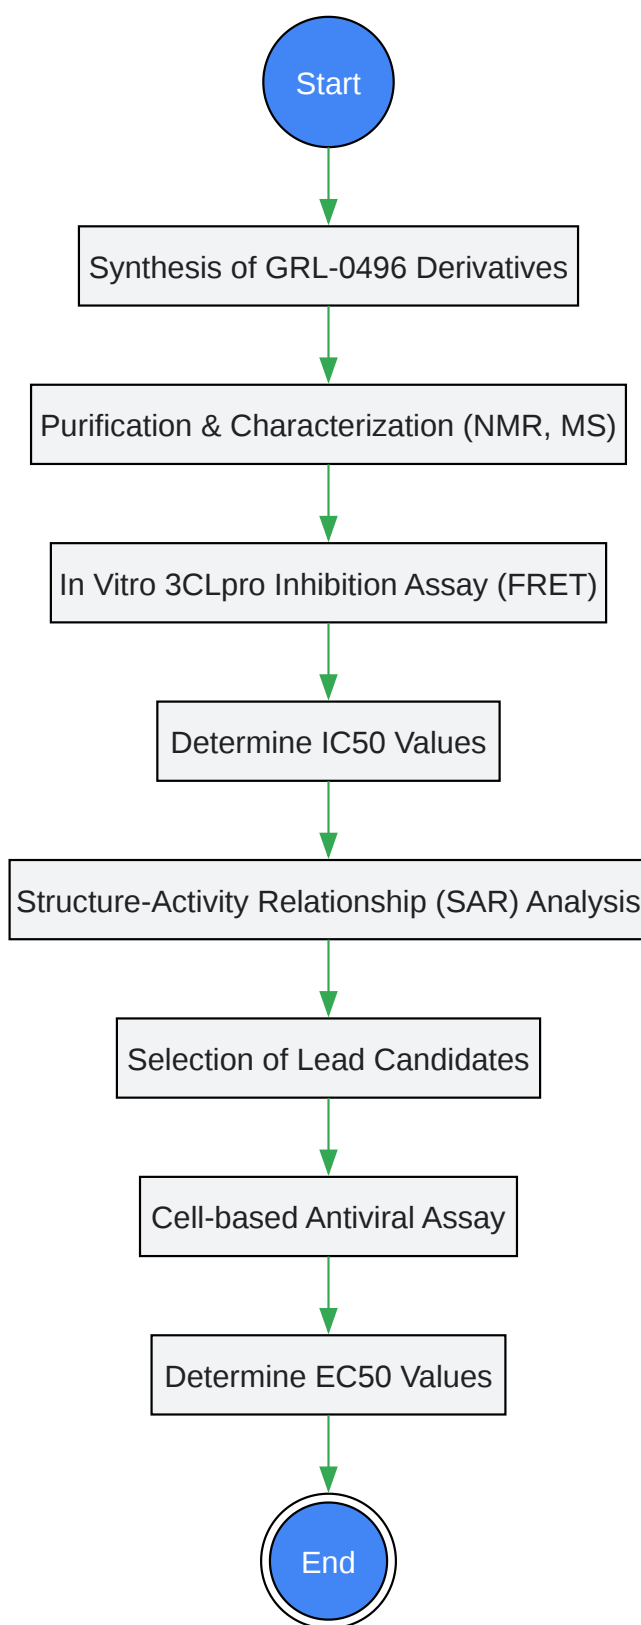 Start
Synthesis of GRL-0496 Derivatives
Purification & Characterization (NMR, MS)
In Vitro 3CLpro Inhibition Assay (FRET)
Determine IC50 Values
Structure-Activity Relationship (SAR) Analysis
Selection of Lead Candidates
Cell-based Antiviral Assay
Determine EC50 Values
End